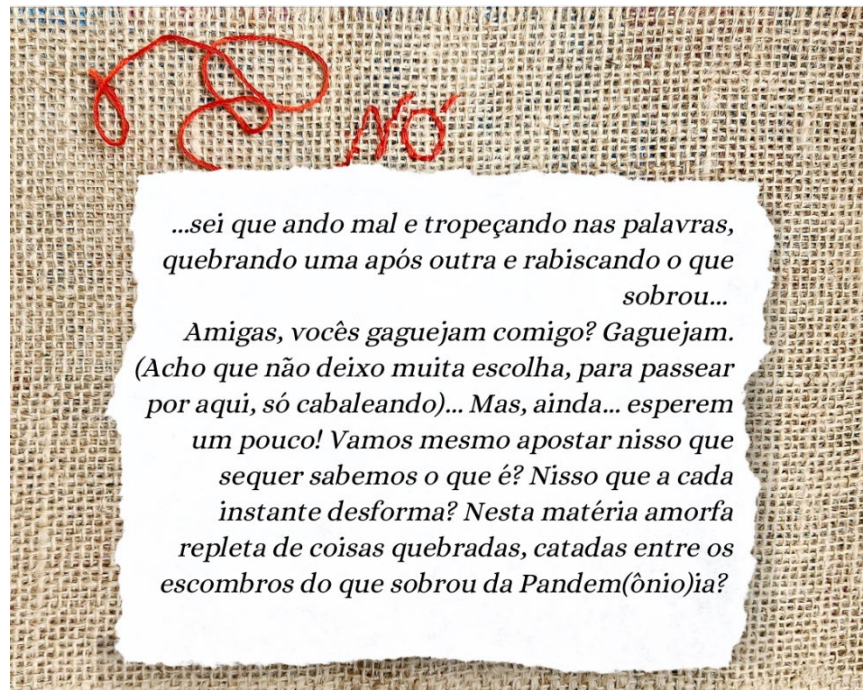 NÓ
...sei que ando mal e tropeçando nas palavras,
quebrando uma após outra e rabiscando o que
sobrou...
Amigas, vocês gaguejam comigo? Gaguejam.
(Acho que não deixo muita escolha, para passear
por aqui, só cabaleando)... Mas, ainda... esperem
um pouco! Vamos mesmo apostar nisso que
sequer sabemos o que é? Nisso que a cada
instante desforma? Nesta matéria amorfa
repleta de coisas quebradas, catadas entre os
escombros do que sobrou da Pandem(ônio)ia?